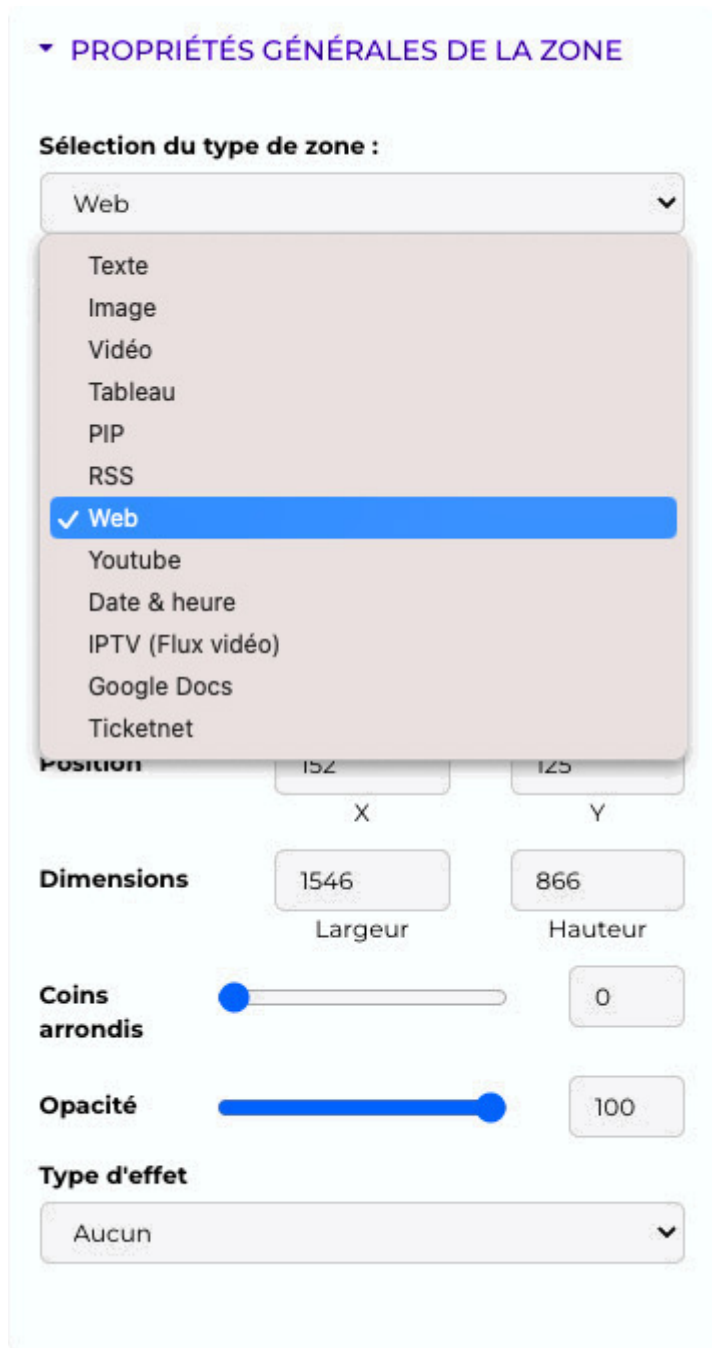 PROPRIÉTÉS GÉNÉRALES DE LA ZONE
Sélection du type de zone :
Web
Texte
Image
Vidéo
Tableau
PIP
RSS
✓ Web
Youtube
Date & heure
IPTV (Flux vidéo)
Google Docs
Ticketnet
Position 152 125
X Y
Dimensions 1546 866
Largeur Hauteur
Coins
arrondis 0
Opacité 100
Type d'effet
Aucun